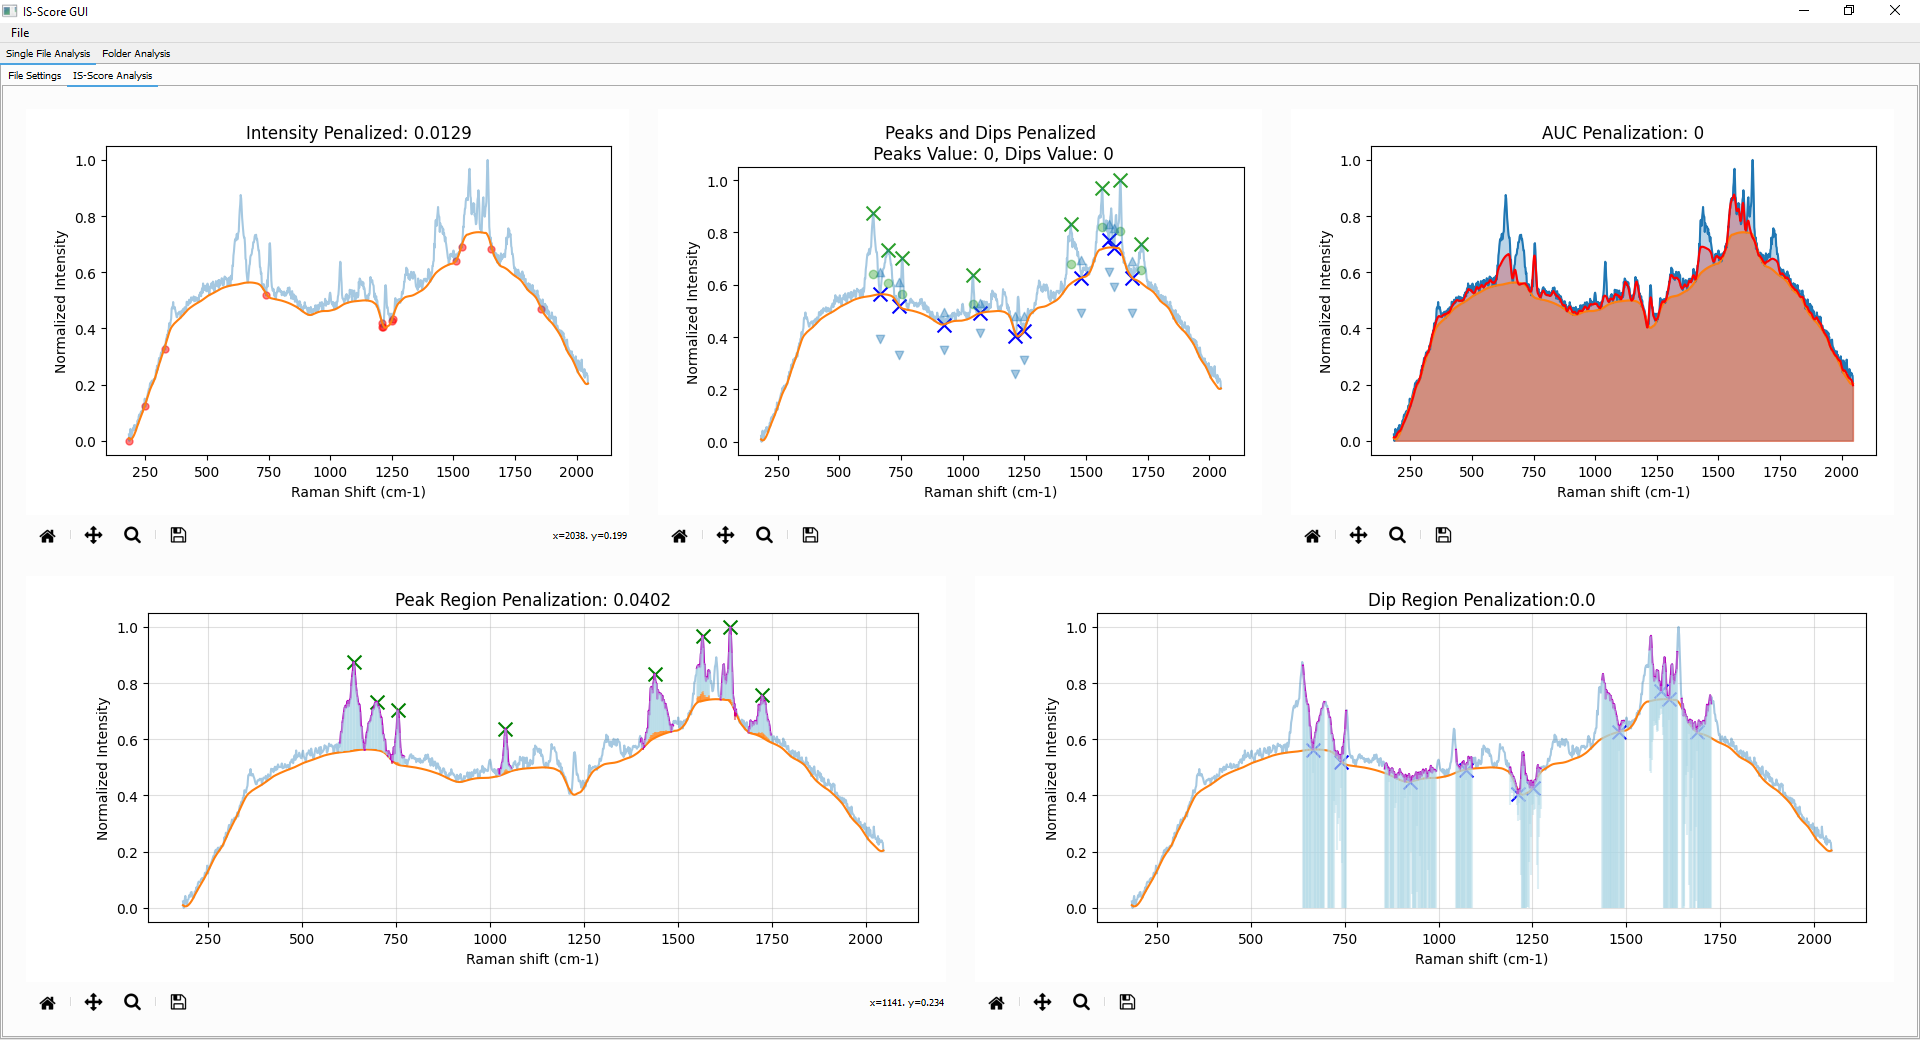 IS-Score GUI
File
Single File Analysis Folder Analysis
File Settings IS-Score Analysis
Intensity Penalized: 0.0129
1.0
0.8
0.6
0.4
0.2
0.0
Normalized Intensity
250 500 750 1000 1250 1500 1750 2000
Raman Shift (cm-1)
x=2038. y=0.199
Peaks and Dips Penalized
Peaks Value: 0, Dips Value: 0
1.0
0.8
0.6
0.4
0.2
0.0
Normalized Intensity
250 500 750 1000 1250 1500 1750 2000
Raman shift (cm-1)
AUC Penalization: 0
1.0
0.8
0.6
0.4
0.2
0.0
Normalized Intensity
250 500 750 1000 1250 1500 1750 2000
Raman shift (cm-1)
Peak Region Penalization: 0.0402
1.0
0.8
0.6
0.4
0.2
0.0
Normalized Intensity
250 500 750 1000 1250 1500 1750 2000
Raman shift (cm-1)
x=1141. y=0.234
Dip Region Penalization:0.0
1.0
0.8
0.6
0.4
0.2
0.0
Normalized Intensity
250 500 750 1000 1250 1500 1750 2000
Raman shift (cm-1)